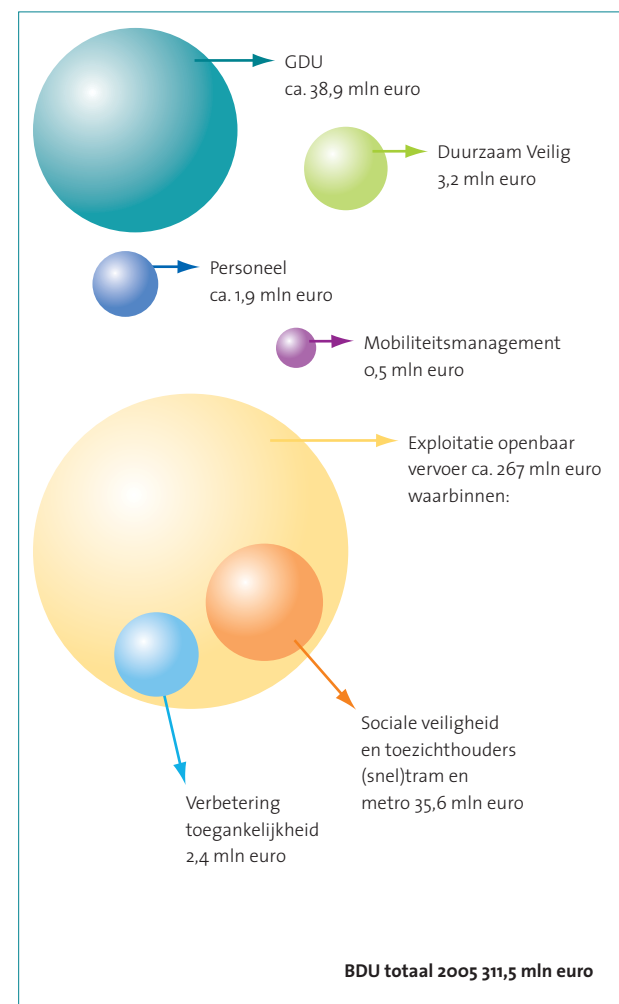 GDU
ca. 38,9 mln euro
Duurzaam Veilig
3,2 mln euro
Personeel
ca. 1,9 mln euro
Mobiliteitsmanagement
0,5 mln euro
Exploitatie openbaar
vervoer ca. 267 mln euro
waarbinnen:
Sociale veiligheid
en toezichthouders
(snel)tram en
metro 35,6 mln euro
Verbetering
toegankelijkheid
2,4 mln euro
BDU totaal 2005 311,5 mln euro